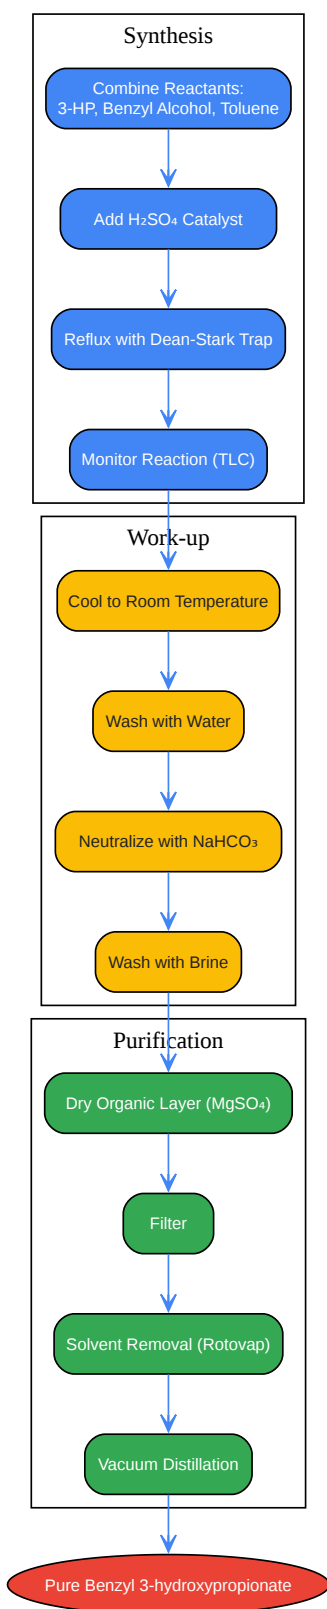 Synthesis
Combine Reactants:
3-HP, Benzyl Alcohol, Toluene
Add H₂SO₄ Catalyst
Reflux with Dean-Stark Trap
Monitor Reaction (TLC)
Work-up
Cool to Room Temperature
Wash with Water
Neutralize with NaHCO₃
Wash with Brine
Purification
Dry Organic Layer (MgSO₄)
Filter
Solvent Removal (Rotovap)
Vacuum Distillation
Pure Benzyl 3-hydroxypropionate